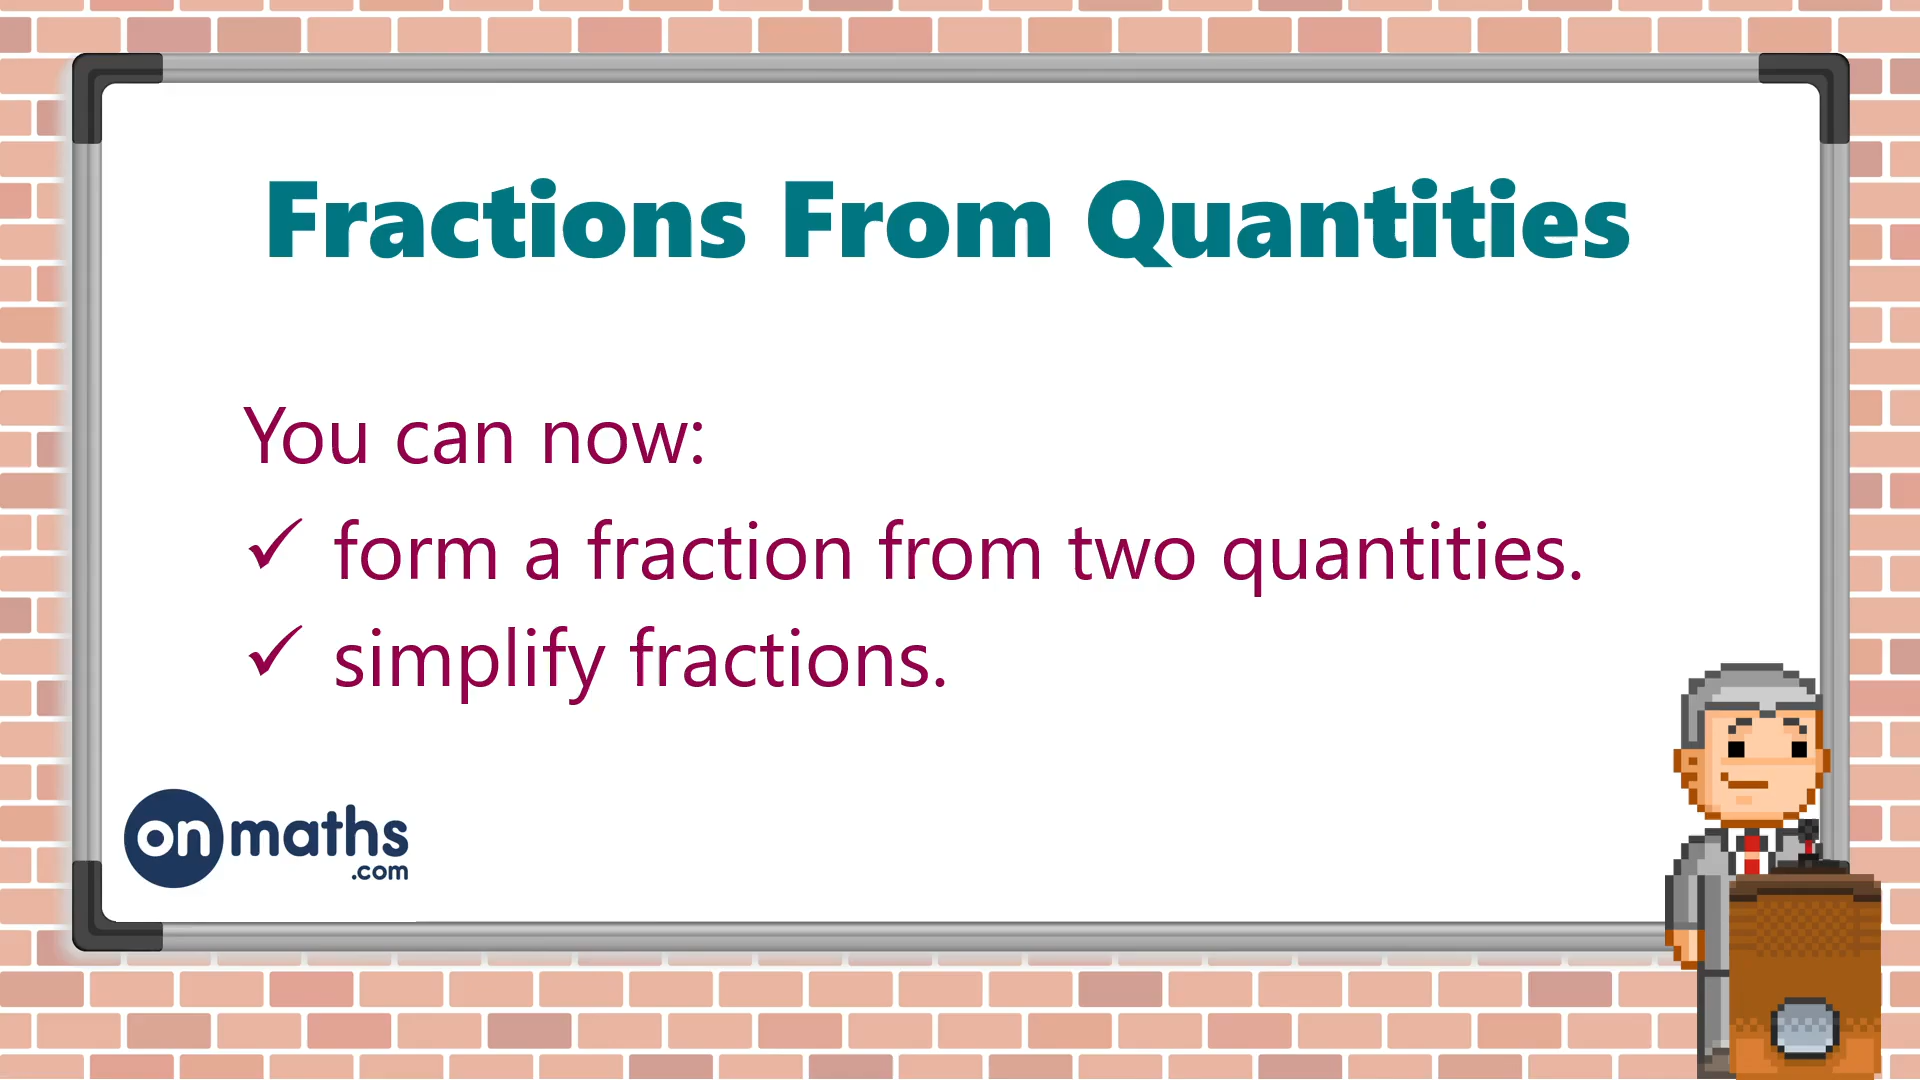 Fractions From Quantities
You can now:
✓ form a fraction from two quantities.
✓ simplify fractions.
onmaths
.com